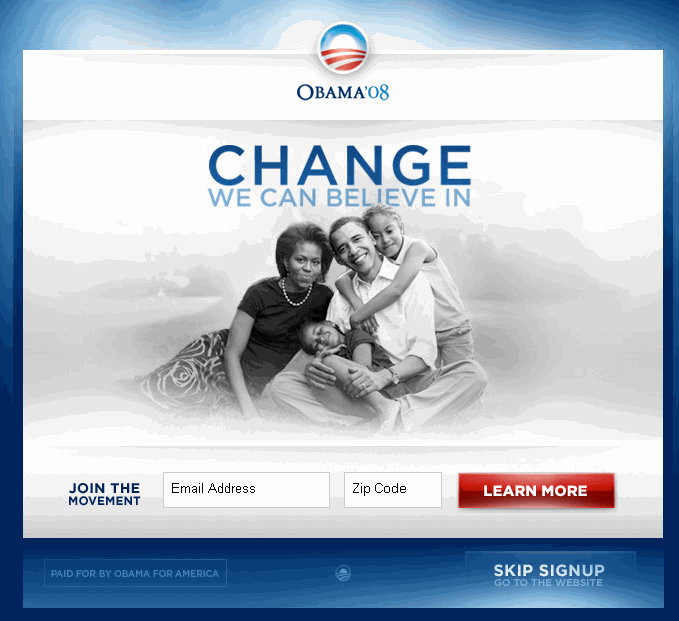 OBAMA'08
CHANGE
WE CAN BELIEVE IN
JOIN THE
MOVEMENT
Email Address
Zip Code
LEARN MORE
PAID FOR BY OBAMA FOR AMERICA
SKIP SIGNUP
GO TO THE WEBSITE